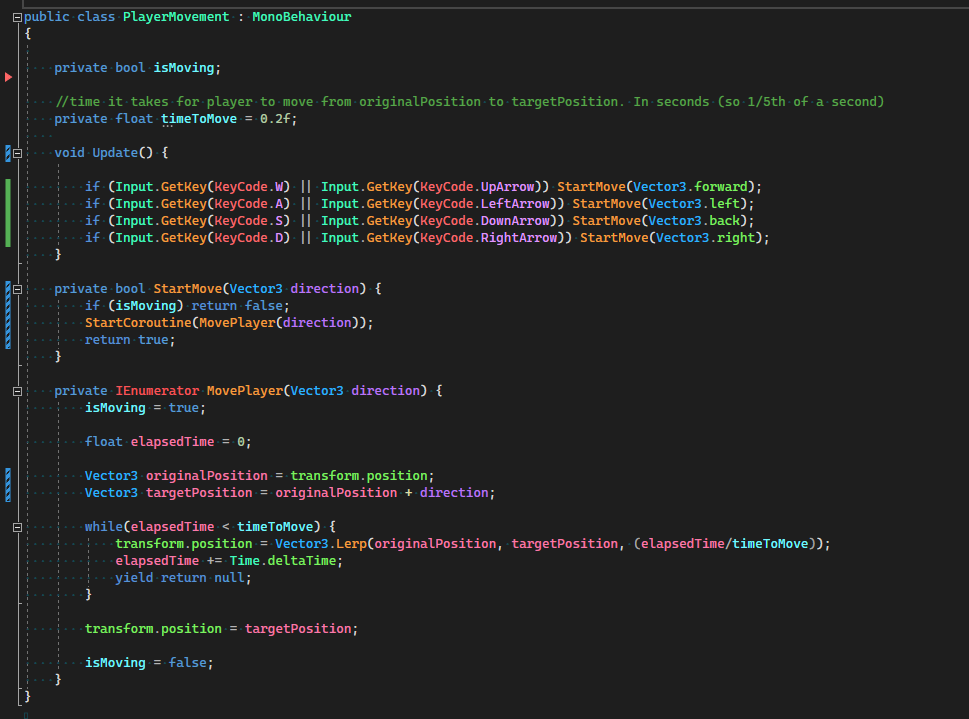 public class PlayerMovement : MonoBehaviour
{
    private bool isMoving;
    //time it takes for player to move from originalPosition to targetPosition. In seconds (so 1/5th of a second)
    private float timeToMove = 0.2f;
    void Update() {
        if (Input.GetKey(KeyCode.W) || Input.GetKey(KeyCode.UpArrow)) StartMove(Vector3.forward);
        if (Input.GetKey(KeyCode.A) || Input.GetKey(KeyCode.LeftArrow)) StartMove(Vector3.left);
        if (Input.GetKey(KeyCode.S) || Input.GetKey(KeyCode.DownArrow)) StartMove(Vector3.back);
        if (Input.GetKey(KeyCode.D) || Input.GetKey(KeyCode.RightArrow)) StartMove(Vector3.right);
    }
    private bool StartMove(Vector3 direction) {
        if (isMoving) return false;
        StartCoroutine(MovePlayer(direction));
        return true;
    }
    private IEnumerator MovePlayer(Vector3 direction) {
        isMoving = true;
        float elapsedTime = 0;
        Vector3 originalPosition = transform.position;
        Vector3 targetPosition = originalPosition + direction;
        while(elapsedTime < timeToMove) {
            transform.position = Vector3.Lerp(originalPosition, targetPosition, (elapsedTime/timeToMove));
            elapsedTime += Time.deltaTime;
            yield return null;
        }
        transform.position = targetPosition;
        isMoving = false;
    }
}